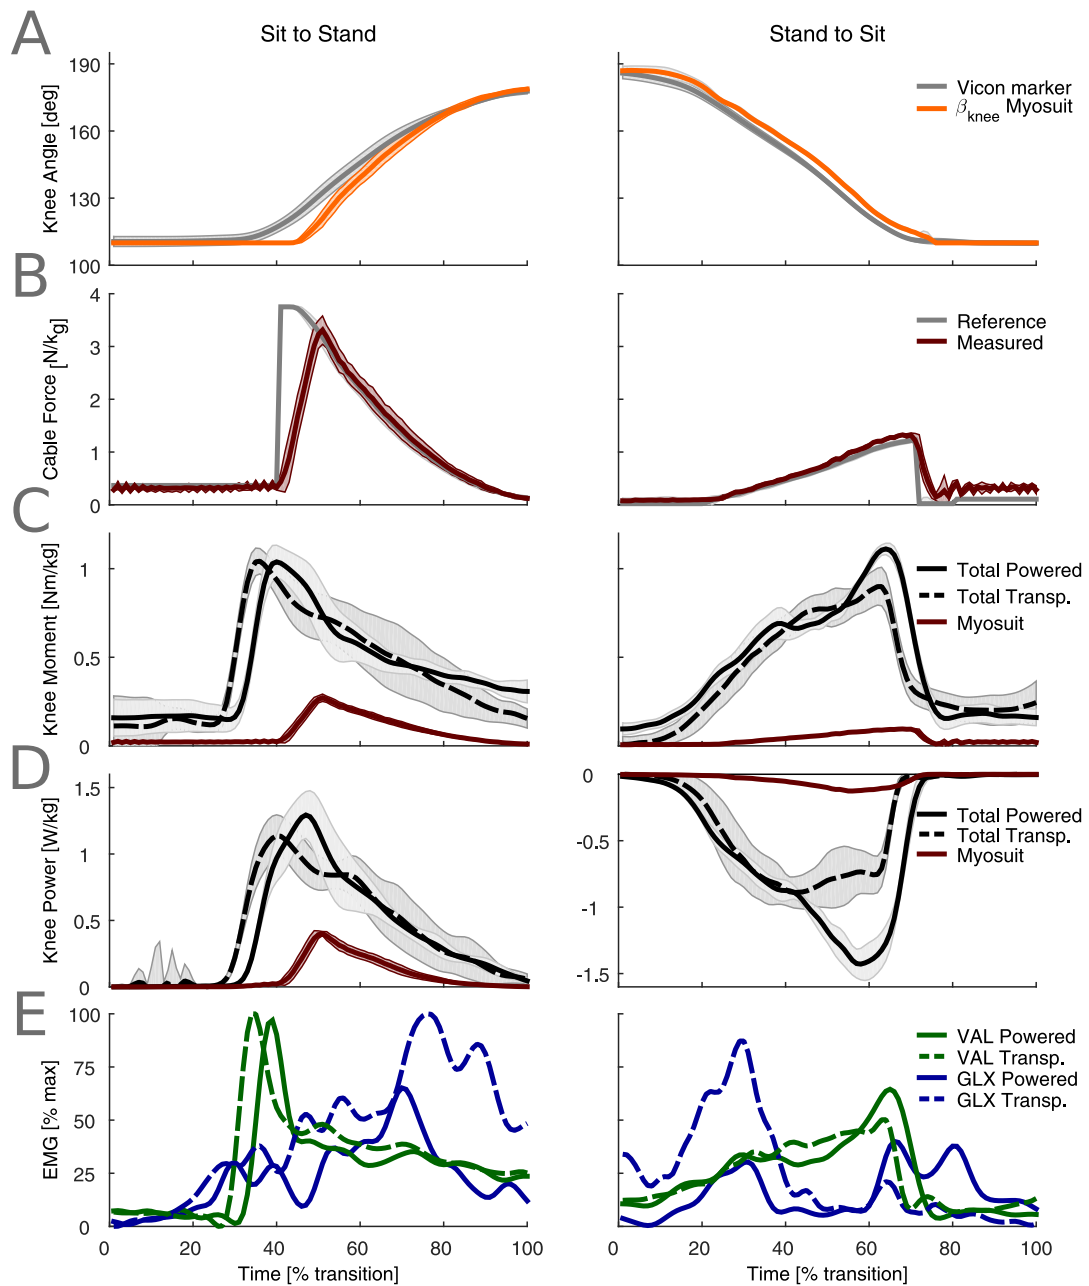 A
Sit to Stand
Stand to Sit
190
160
130
100
Knee Angle [deg]
Vicon marker
βknee Myosuit
B
4
3
2
1
0
Cable Force [N/kg]
Reference
Measured
C
1
0.5
0
Knee Moment [Nm/kg]
Total Powered
Total Transp.
Myosuit
D
1.5
1
0.5
0
Knee Power [W/kg]
0
-0.5
-1
-1.5
Total Powered
Total Transp.
Myosuit
E
100
75
50
25
0
EMG [% max]
VAL Powered
VAL Transp.
GLX Powered
GLX Transp.
0 20 40 60 80 100
Time [% transition]
0 20 40 60 80 100
Time [% transition]